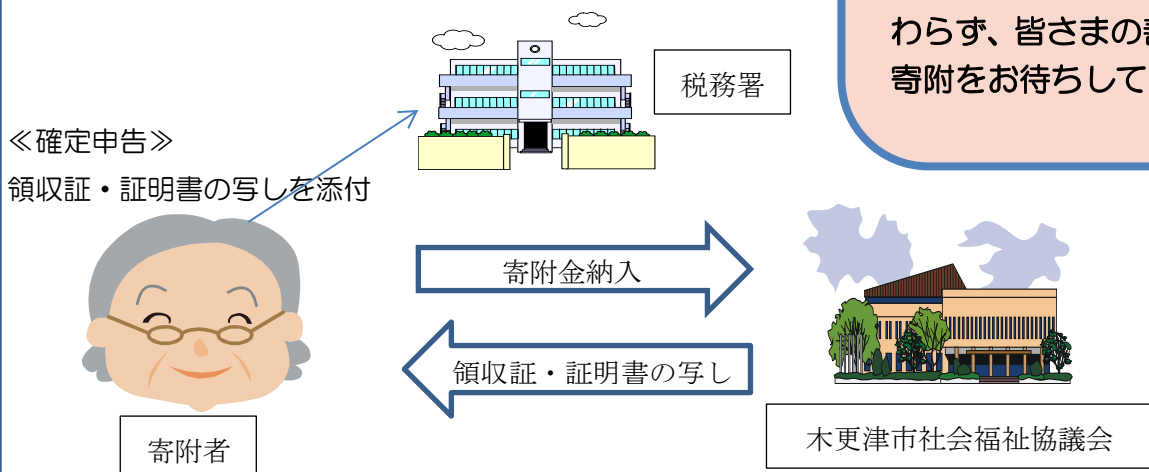 わらず、皆さまの
寄附をお待ちして
税務署
≪確定申告≫
領収証・証明書の写しを添付
寄附金納入
領収証・証明書の写し
寄附者
木更津市社会福祉協議会